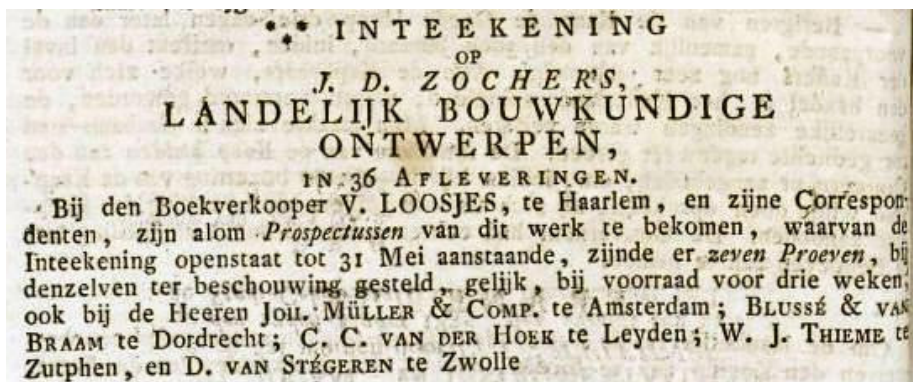 ⁂ INTEEKENING
OP
J. D. ZOCHER'S,
LANDELIJK BOUWKUNDIGE
ONTWERPEN,
IN 36 AFLEVERINGEN.
Bij den Boekverkooper V. LOOSJES, te Haarlem, en zijne Correspon-
denten, zijn alom Prospectussen van dit werk te bekomen, waarvan de
Inteekening openstaat tot 31 Mei aanstaande, zijnde er zeven Proeven, bij
denzelven ter beschouwing gesteld, gelijk, bij voorraad voor drie weken,
ook bij de Heeren JOH. MÜLLER & COMP. te Amsterdam; BLUSSÉ & VAN
BRAAM te Dordrecht; C. C. VAN DER HOEK te Leyden; W. J. THIEME te
Zutphen, en D. VAN STÉGEREN te Zwolle